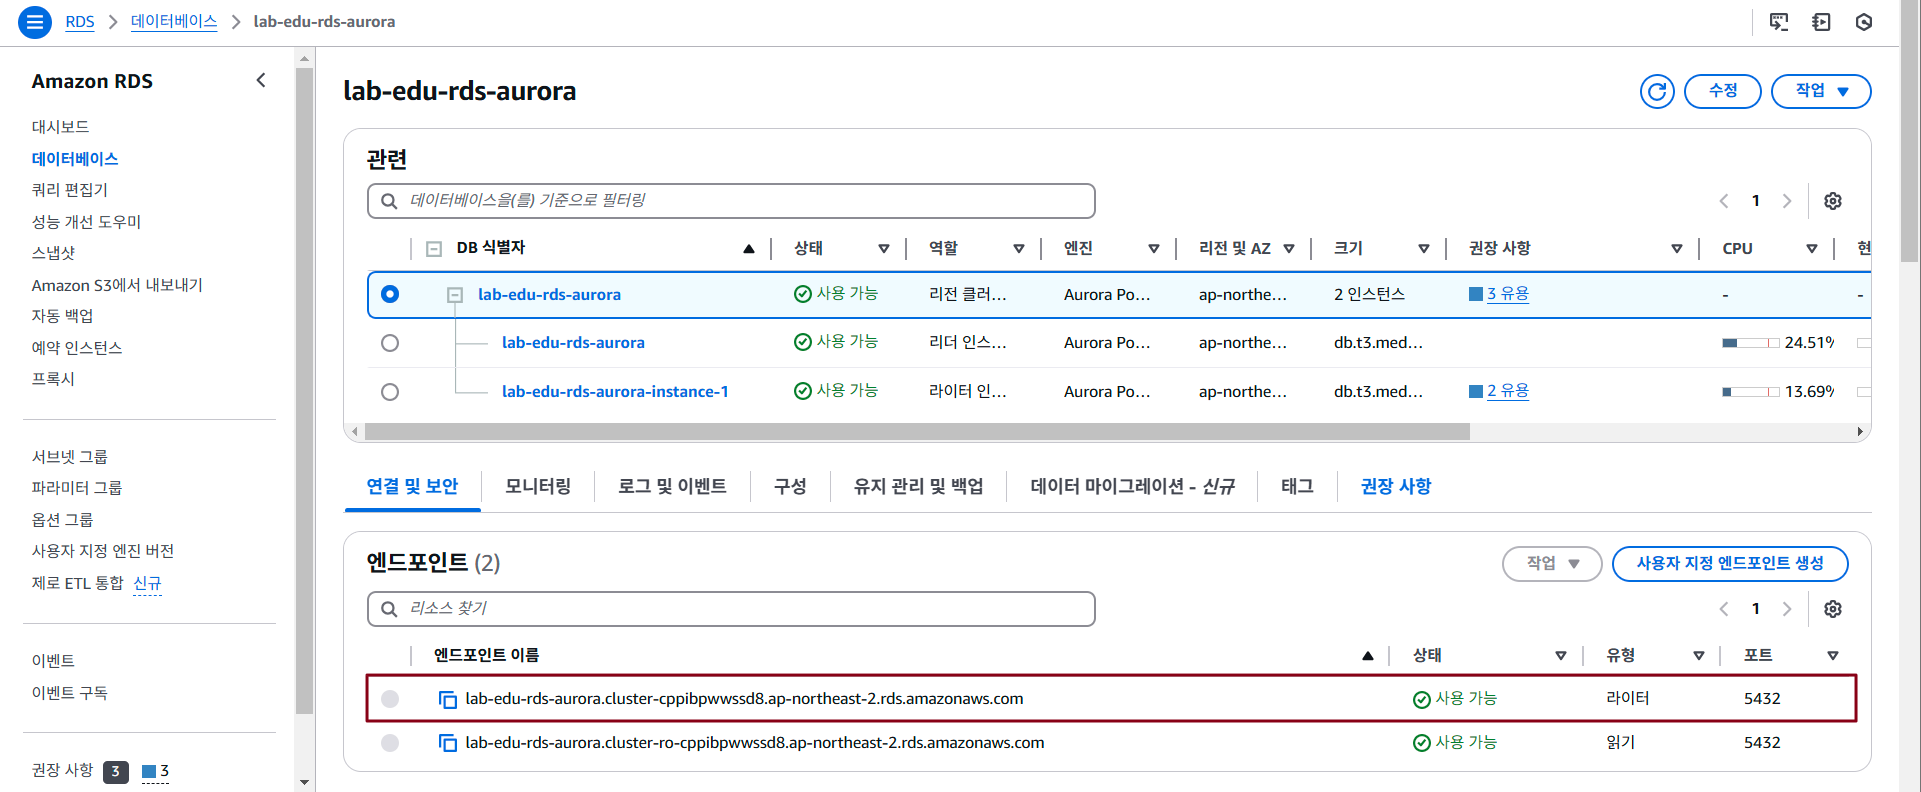 RDS > 데이터베이스 > lab-edu-rds-aurora
Amazon RDS
대시보드
데이터베이스
쿼리 편집기
성능 개선 도우미
스냅샷
Amazon S3에서 내보내기
자동 백업
예약 인스턴스
프록시
서브넷 그룹
파라미터 그룹
옵션 그룹
사용자 지정 엔진 버전
제로 ETL 통합 신규
이벤트
이벤트 구독
권장 사항 3 3
lab-edu-rds-aurora
수정 작업
관련
데이터베이스을(를) 기준으로 필터링
1
DB 식별자 상태 역할 엔진 리전 및 AZ 크기 권장 사항 CPU 현
lab-edu-rds-aurora 사용 가능 리전 클러... Aurora Po... ap-northe... 2 인스턴스 3 유용 - -
lab-edu-rds-aurora 사용 가능 리더 인스... Aurora Po... ap-northe... db.t3.med... 24.51%
lab-edu-rds-aurora-instance-1 사용 가능 라이터 인... Aurora Po... ap-northe... db.t3.med... 2 유용 13.69%
연결 및 보안 모니터링 로그 및 이벤트 구성 유지 관리 및 백업 데이터 마이그레이션 - 신규 태그 권장 사항
엔드포인트 (2)
작업 사용자 지정 엔드포인트 생성
리소스 찾기
1
엔드포인트 이름 상태 유형 포트
lab-edu-rds-aurora.cluster-cppibpwwssd8.ap-northeast-2.rds.amazonaws.com 사용 가능 라이터 5432
lab-edu-rds-aurora.cluster-ro-cppibpwwssd8.ap-northeast-2.rds.amazonaws.com 사용 가능 읽기 5432